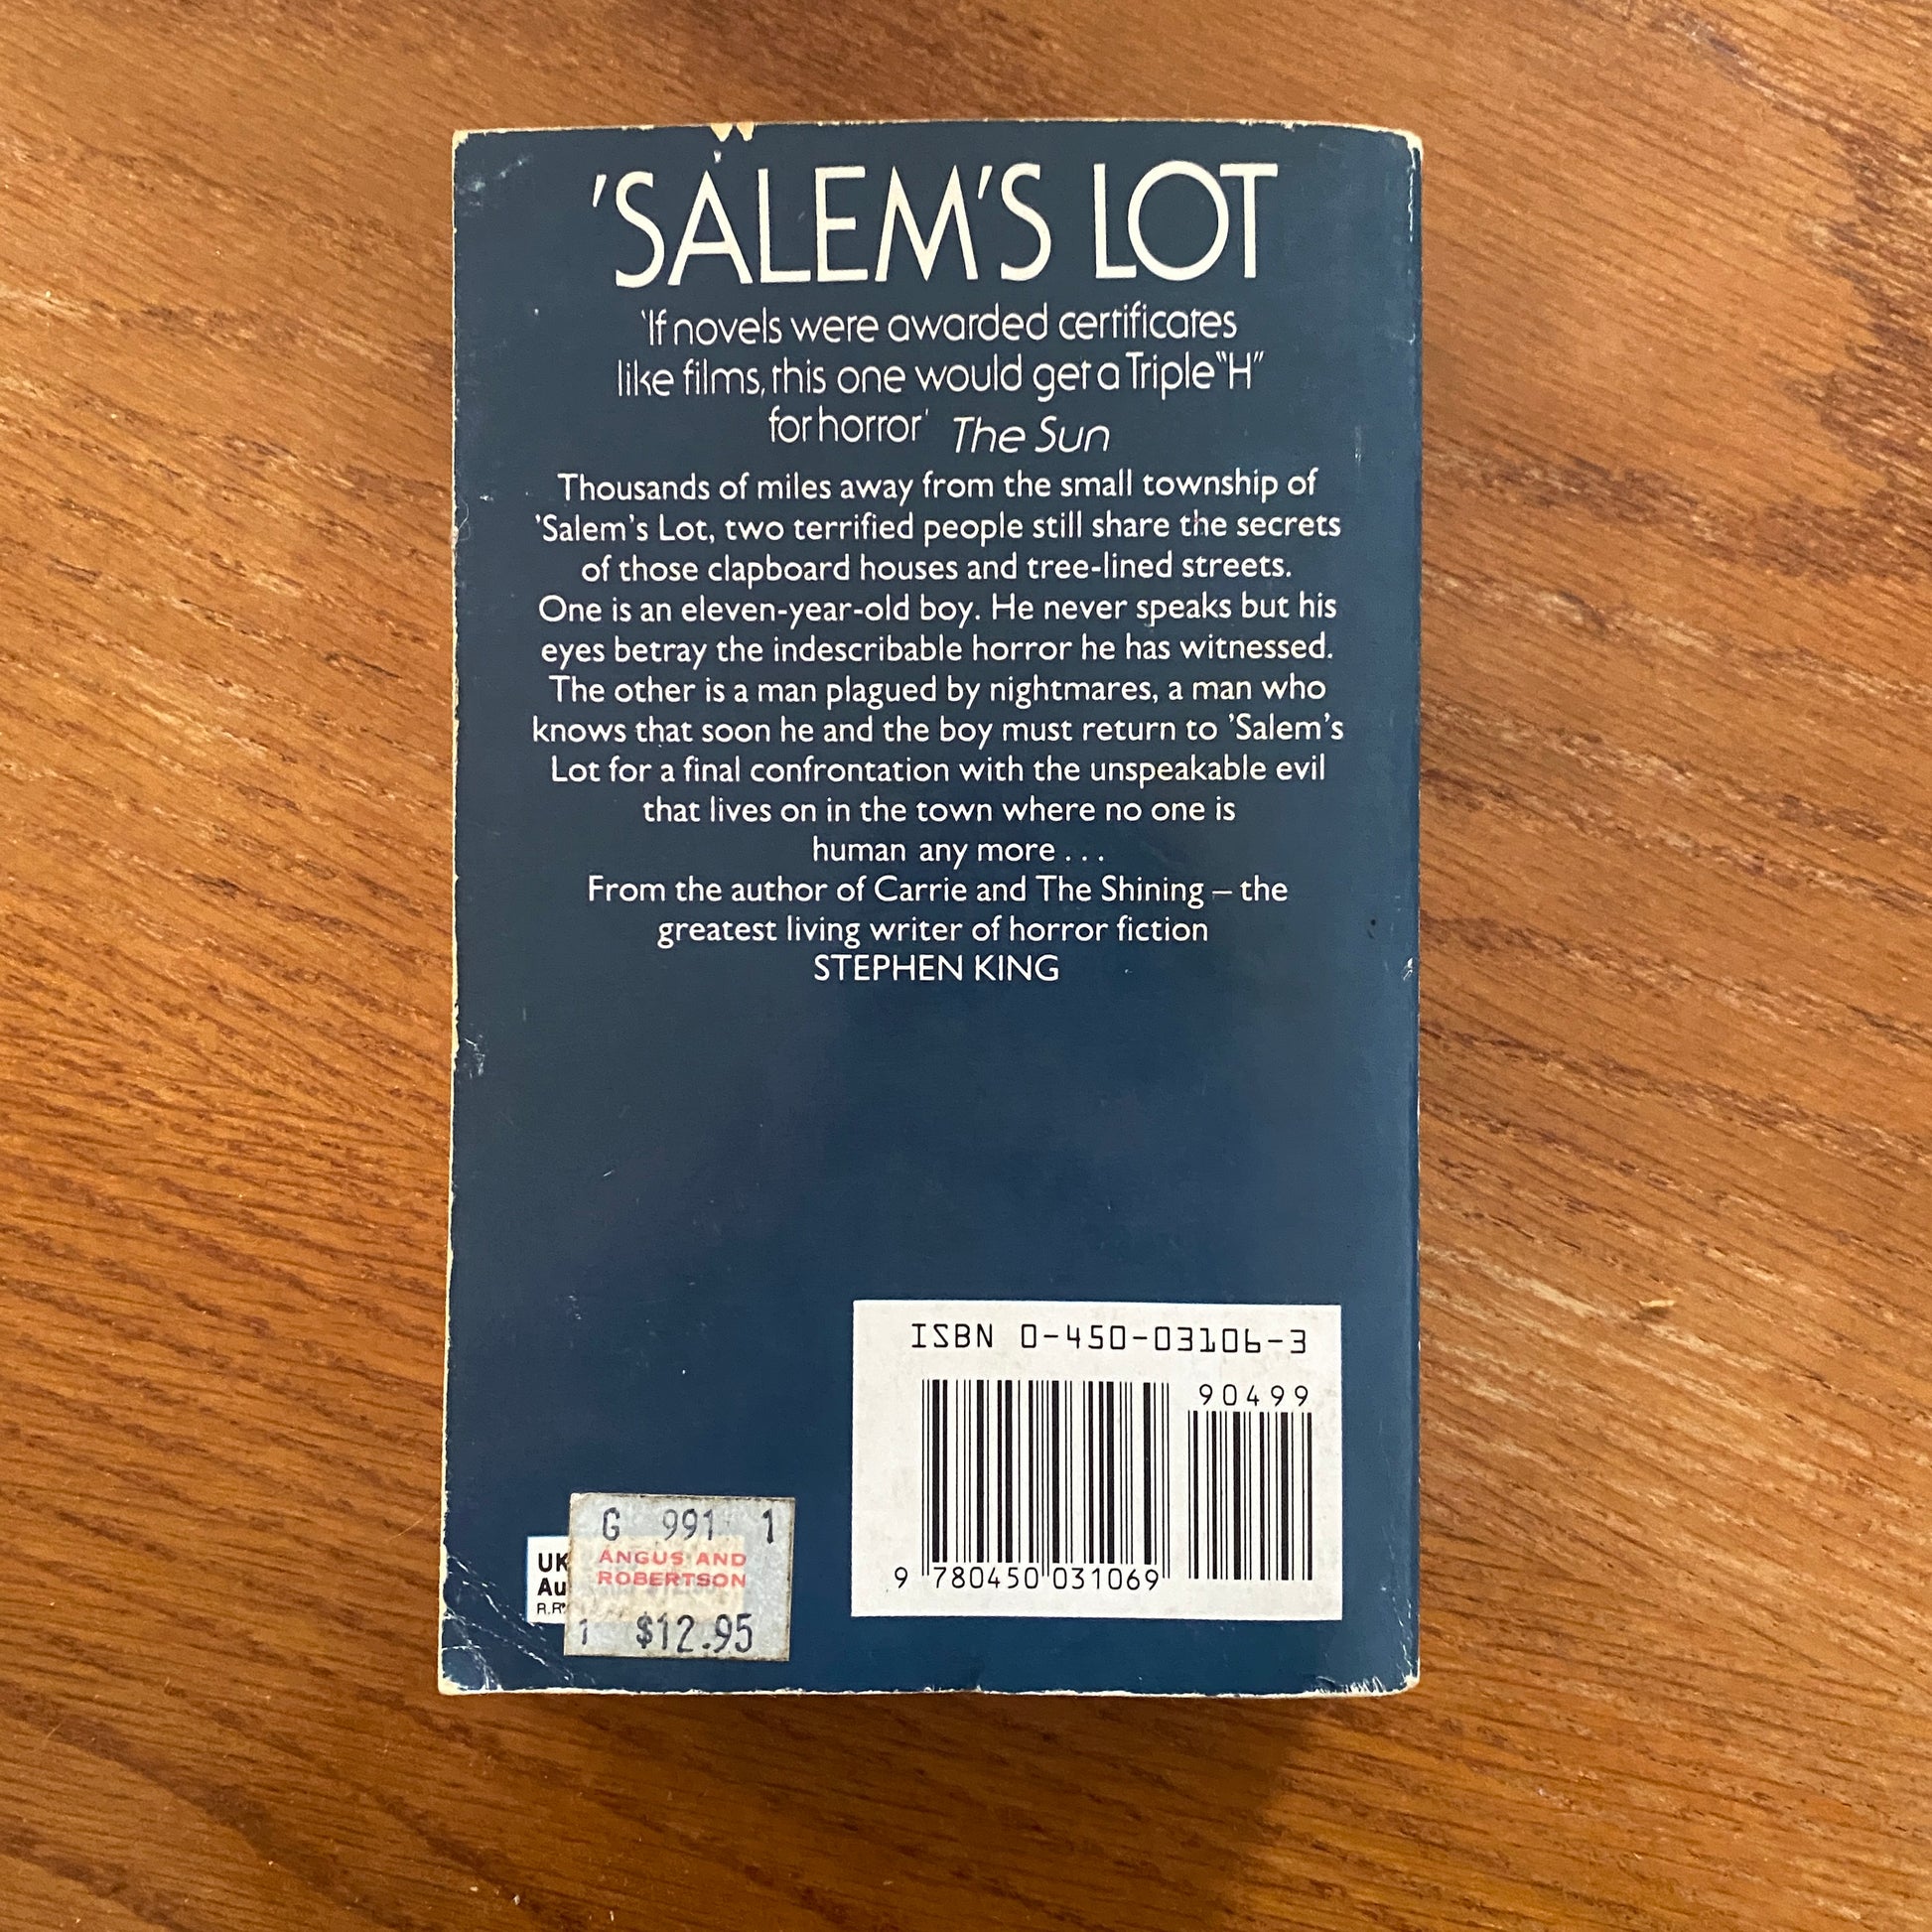 'SALEM'S LOT
'If novels were awarded certificates
like films, this one would get a Triple "H"
for horror' The Sun
Thousands of miles away from the small township of
'Salem's Lot, two terrified people still share the secrets
of those clapboard houses and tree-lined streets.
One is an eleven-year-old boy. He never speaks but his
eyes betray the indescribable horror he has witnessed.
The other is a man plagued by nightmares, a man who
knows that soon he and the boy must return to 'Salem's
Lot for a final confrontation with the unspeakable evil
that lives on in the town where no one is
human any more . . .
From the author of Carrie and The Shining – the
greatest living writer of horror fiction
STEPHEN KING
ISBN 0-450-03106-3
90499
9 780450 031069
G 991 1
ANGUS AND
ROBERTSON
1 $12.95
UK
Au
R.R